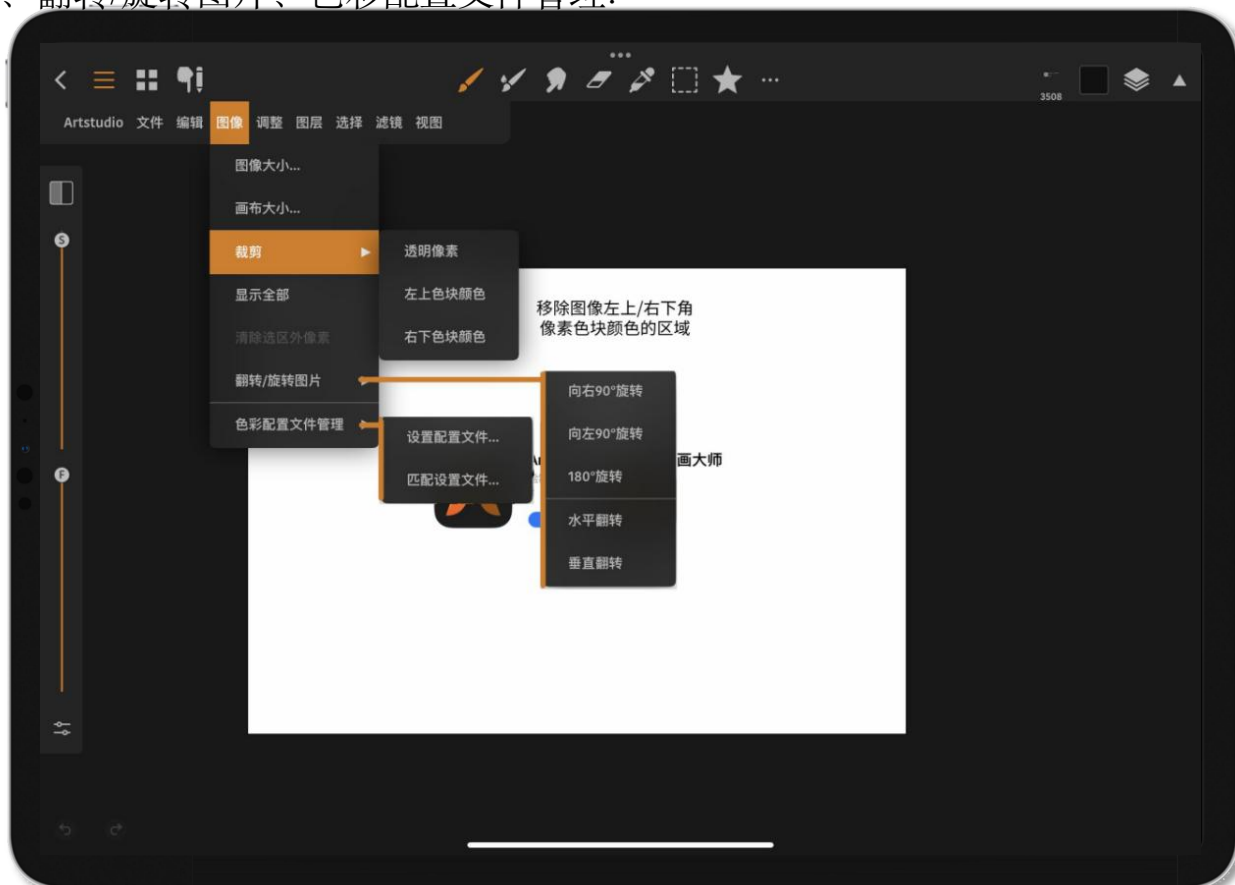 、翻转/旋转图片、色彩配置文件管理.
3508
Artstudio 文件 编辑 图像 调整 图层 选择 滤镜 视图
图像大小...
画布大小...
裁剪
显示全部
清除选区外像素
翻转/旋转图片
色彩配置文件管理
透明像素
左上色块颜色
右下色块颜色
移除图像左上/右下角
像素色块颜色的区域
设置配置文件...
匹配设置文件...
向右90°旋转
向左90°旋转
180°旋转
水平翻转
垂直翻转
画大师
S
F